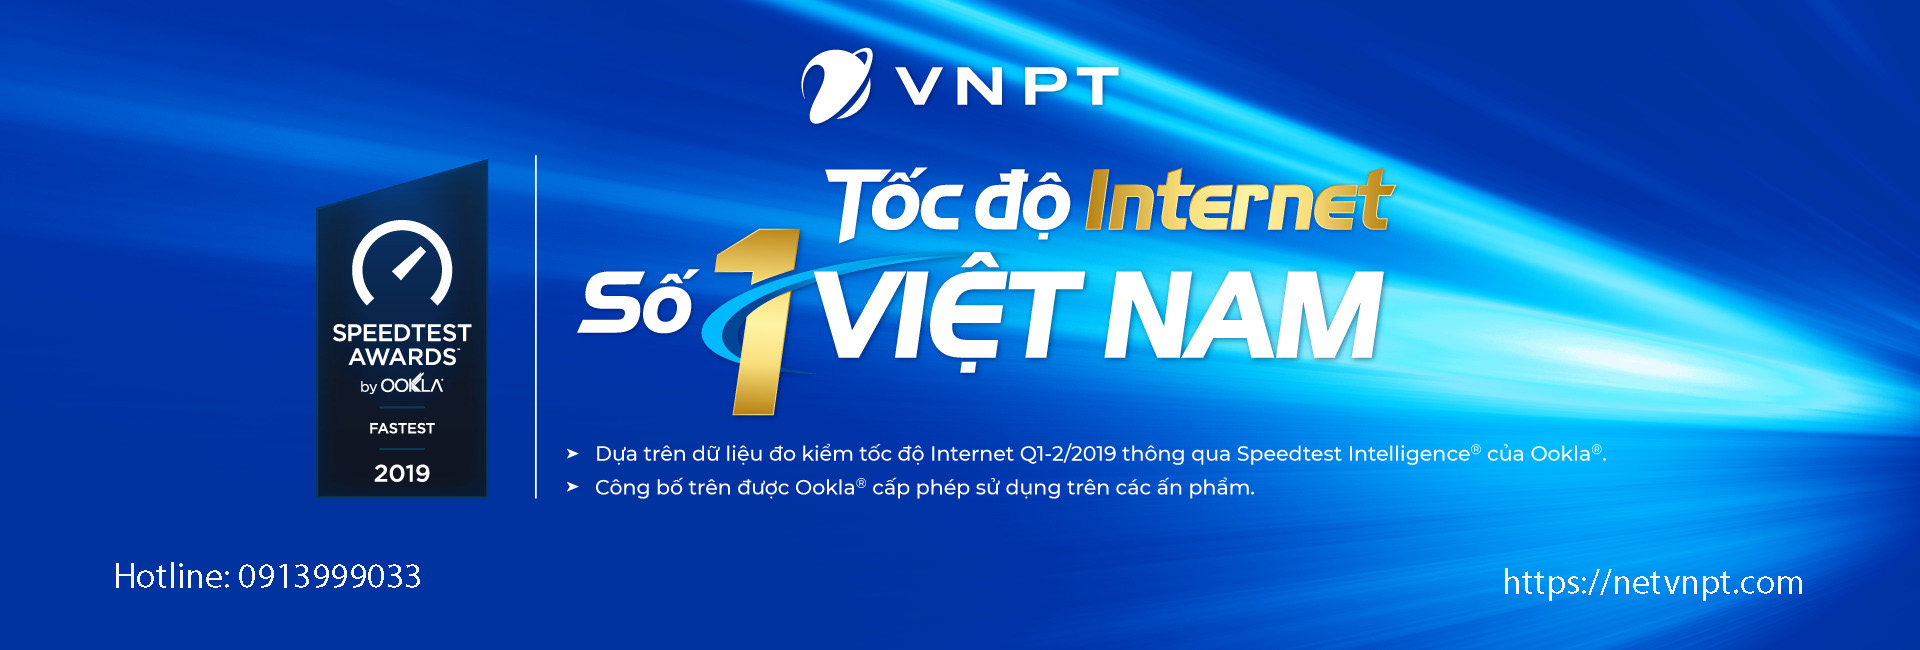 VNPT
Tốc độ Internet
Số 1 VIỆT NAM
SPEEDTEST
AWARDS™
by OOKLA®
FASTEST
2019
➤ Dựa trên dữ liệu đo kiểm tốc độ Internet Q1-2/2019 thông qua Speedtest Intelligence® của Ookla®.
➤ Công bố trên được Ookla® cấp phép sử dụng trên các ấn phẩm.
Hotline: 0913999033
https://netvnpt.com